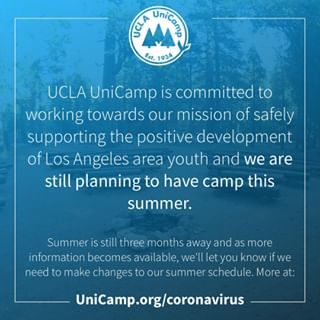 UCLA UniCamp
Est. 1934
UCLA UniCamp is committed to
working towards our mission of safely
supporting the positive development
of Los Angeles area youth and we are
still planning to have camp this
summer.
Summer is still three months away and as more
information becomes available, we'll let you know if we
need to make changes to our summer schedule. More at:
UniCamp.org/coronavirus